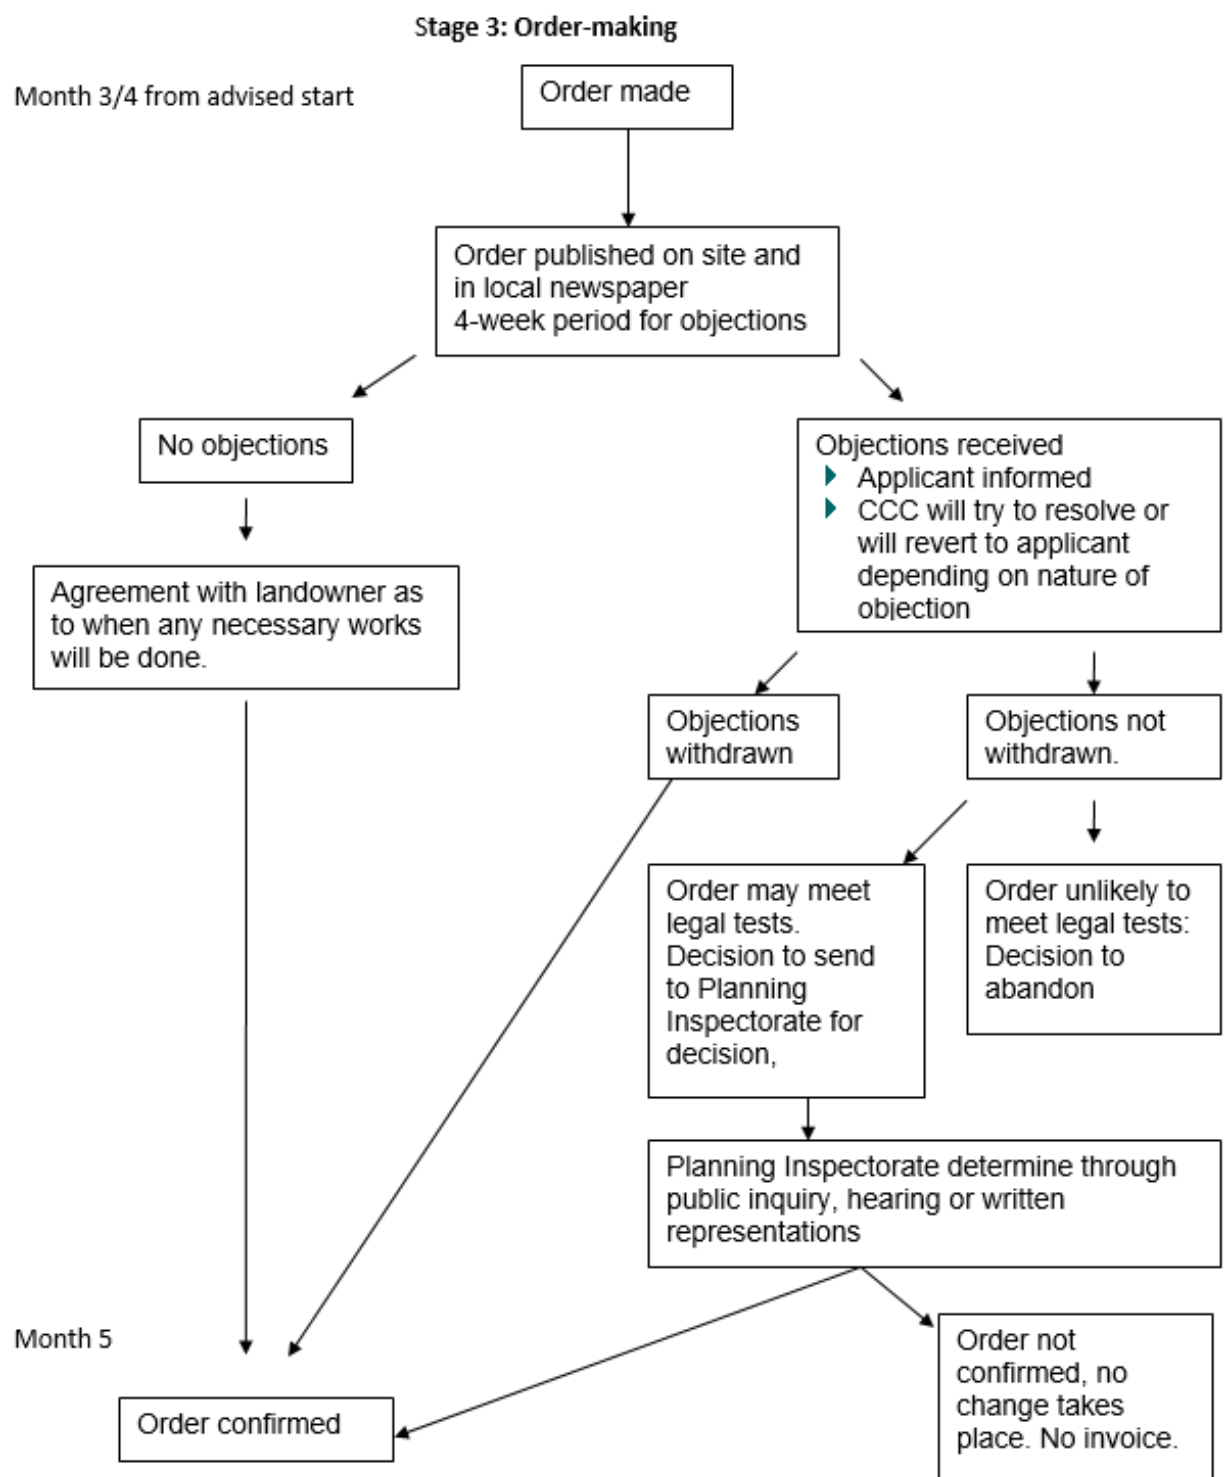 Stage 3: Order-making
Month 3/4 from advised start
Order made
Order published on site and
in local newspaper
4-week period for objections
No objections
Objections received
Applicant informed
CCC will try to resolve or
will revert to applicant
depending on nature of
objection
Agreement with landowner as
to when any necessary works
will be done.
Objections
withdrawn
Objections not
withdrawn.
Order may meet
legal tests.
Decision to send
to Planning
Inspectorate for
decision,
Order unlikely to
meet legal tests:
Decision to
abandon
Planning Inspectorate determine through
public inquiry, hearing or written
representations
Month 5
Order confirmed
Order not
confirmed, no
change takes
place. No invoice.